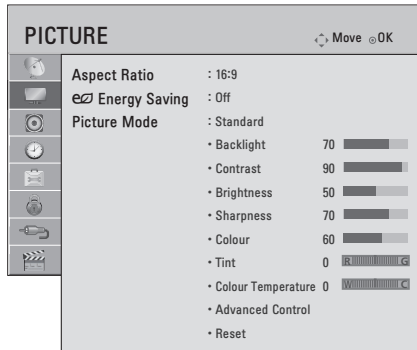 PICTURE Move OK
Aspect Ratio : 16:9
Energy Saving : Off
Picture Mode : Standard
• Backlight 70
• Contrast 90
• Brightness 50
• Sharpness 70
• Colour 60
• Tint 0 R G
• Colour Temperature 0 W C
• Advanced Control
• Reset